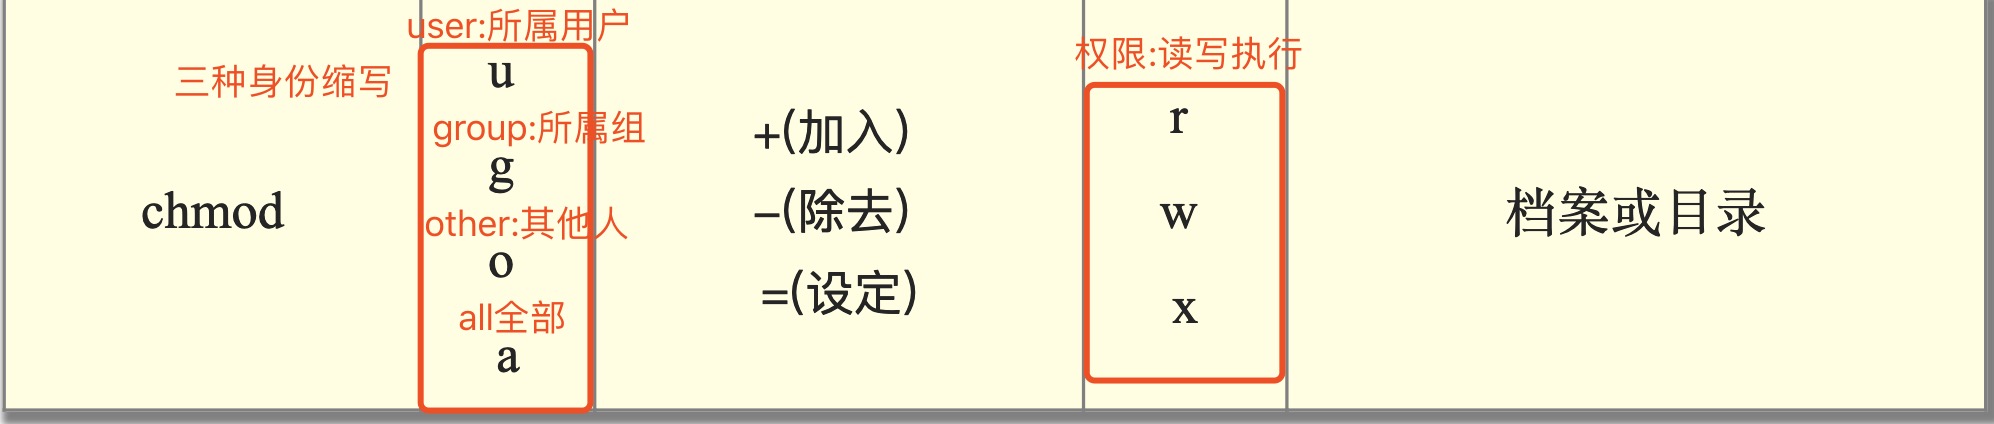 三种身份缩写
chmod
user:所属用户
u
group:所属组
g
other:其他人
o
all全部
a
+(加入)
-(除去)
=(设定)
权限:读写执行
r
w
x
档案或目录